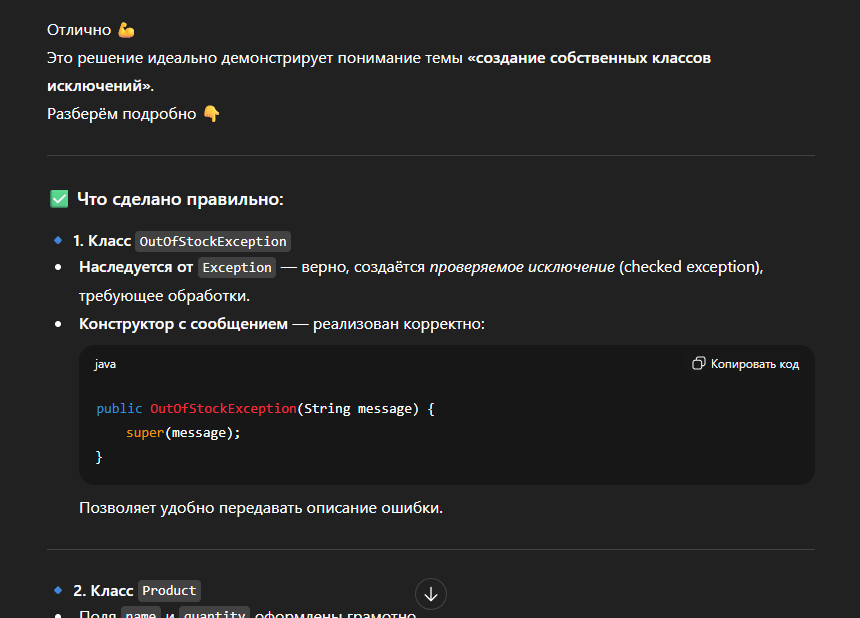 Отлично 💪
Это решение идеально демонстрирует понимание темы «создание собственных классов
исключений».
Разберём подробно 👇
✅ Что сделано правильно:
🔹 1. Класс OutOfStockException
• Наследуется от Exception — верно, создаётся проверяемое исключение (checked exception),
требующее обработки.
• Конструктор с сообщением — реализован корректно:
java Копировать код
public OutOfStockException(String message) {
super(message);
}
Позволяет удобно передавать описание ошибки.
🔹 2. Класс Product
• Поля name и quantity оформлены грамотно